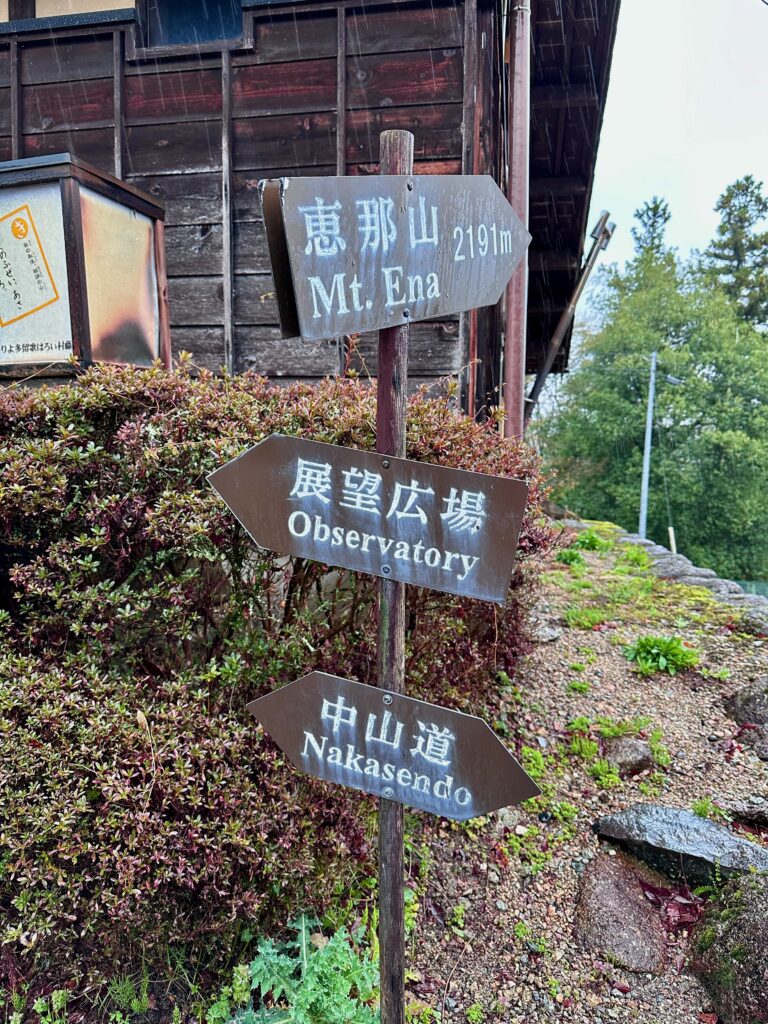 恵那山 2191m
Mt. Ena
展望広場
Observatory
中山道
Nakasendo